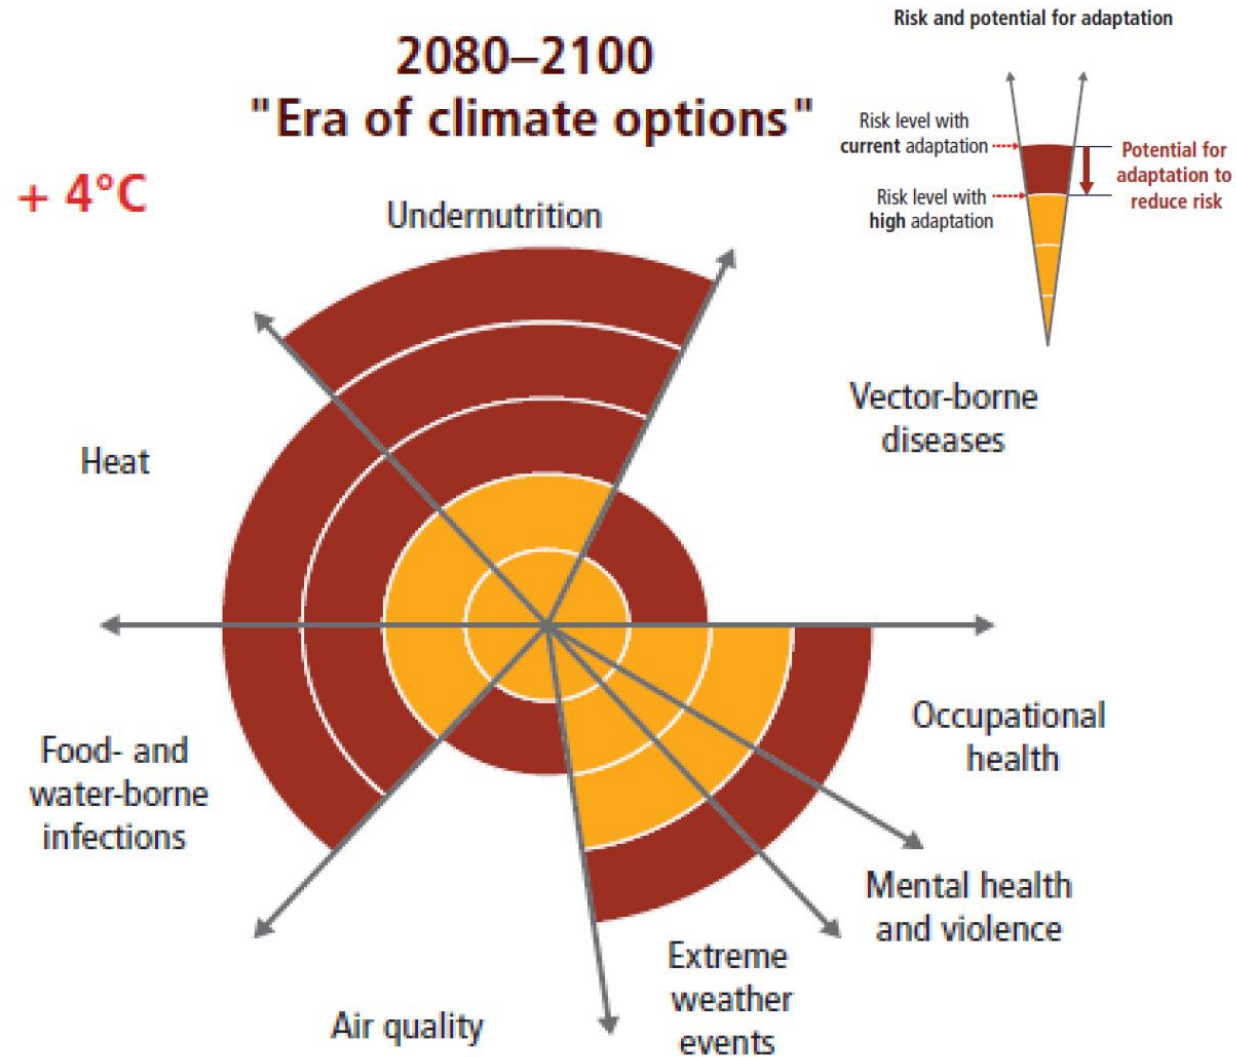 2080–2100
"Era of climate options"
+ 4°C
Risk and potential for adaptation
Risk level with
current adaptation
Risk level with
high adaptation
Potential for
adaptation to
reduce risk
Undernutrition
Vector-borne
diseases
Heat
Occupational
health
Food- and
water-borne
infections
Mental health
and violence
Extreme
weather
events
Air quality